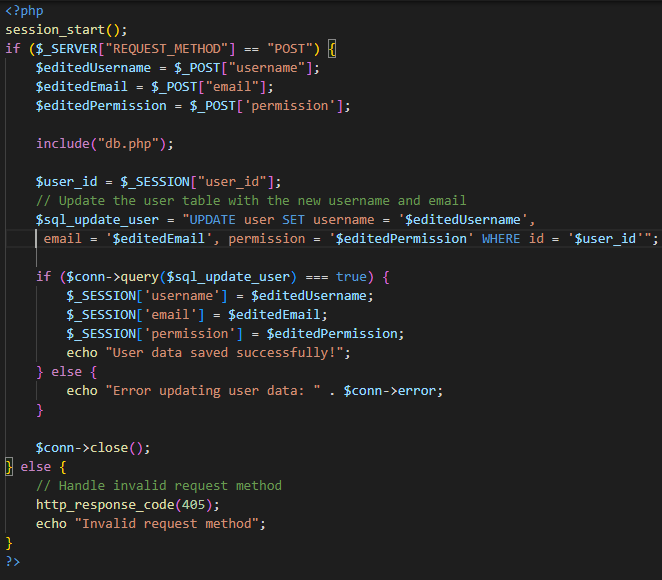 <?php
session_start();
if ($_SERVER["REQUEST_METHOD"] == "POST") {
    $editedUsername = $_POST["username"];
    $editedEmail = $_POST["email"];
    $editedPermission = $_POST['permission'];

    include("db.php");

    $user_id = $_SESSION["user_id"];
    // Update the user table with the new username and email
    $sql_update_user = "UPDATE user SET username = '$editedUsername',
     email = '$editedEmail', permission = '$editedPermission' WHERE id = '$user_id'";

    if ($conn->query($sql_update_user) === true) {
        $_SESSION['username'] = $editedUsername;
        $_SESSION['email'] = $editedEmail;
        $_SESSION['permission'] = $editedPermission;
        echo "User data saved successfully!";
    } else {
        echo "Error updating user data: " . $conn->error;
    }

    $conn->close();
} else {
    // Handle invalid request method
    http_response_code(405);
    echo "Invalid request method";
}
?>